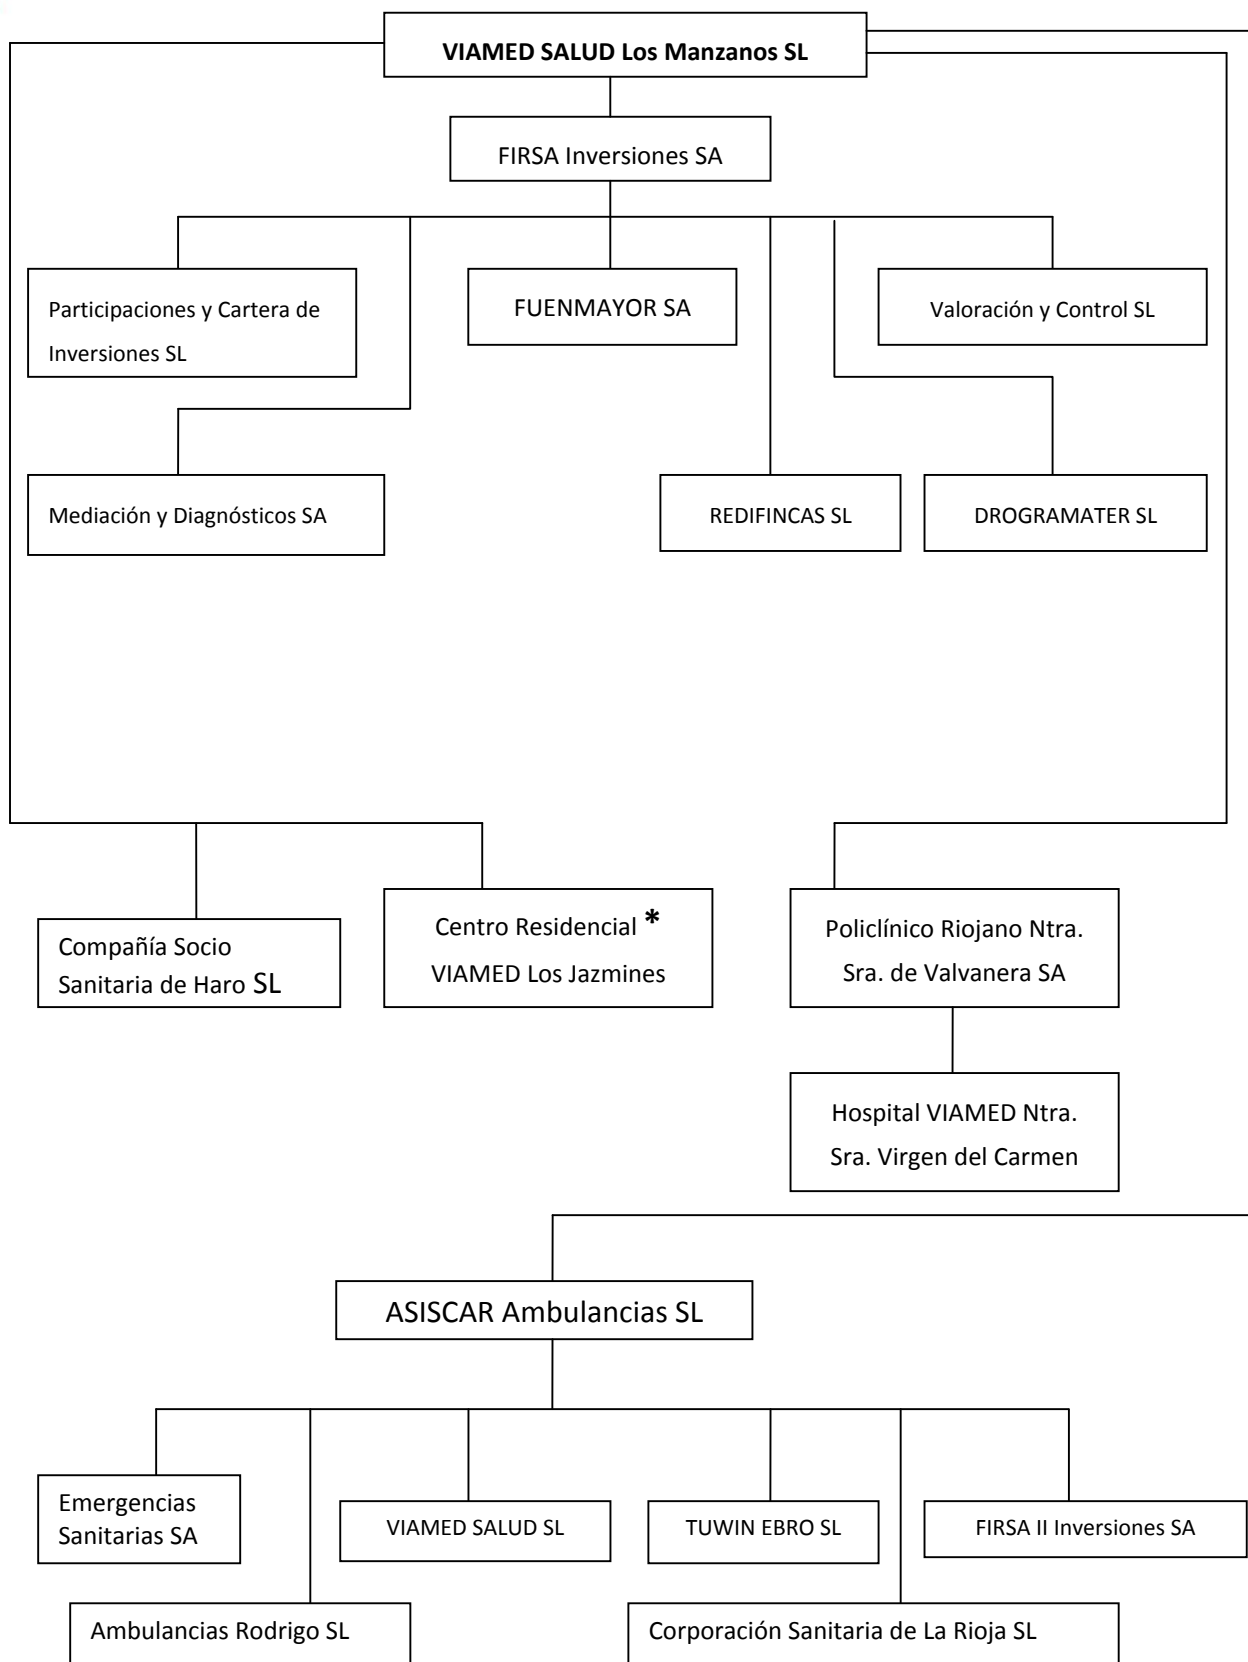 VIAMED SALUD Los Manzanos SL
FIRSA Inversiones SA
Participaciones y Cartera de
Inversiones SL
FUENMAYOR SA
Valoración y Control SL
Mediación y Diagnósticos SA
REDIFINCAS SL
DROGRAMATER SL
Compañía Socio
Sanitaria de Haro SL
Centro Residencial *
VIAMED Los Jazmines
Policlínico Riojano Ntra.
Sra. de Valvanera SA
Hospital VIAMED Ntra.
Sra. Virgen del Carmen
ASISCAR Ambulancias SL
Emergencias
Sanitarias SA
VIAMED SALUD SL
TUWIN EBRO SL
FIRSA II Inversiones SA
Ambulancias Rodrigo SL
Corporación Sanitaria de La Rioja SL